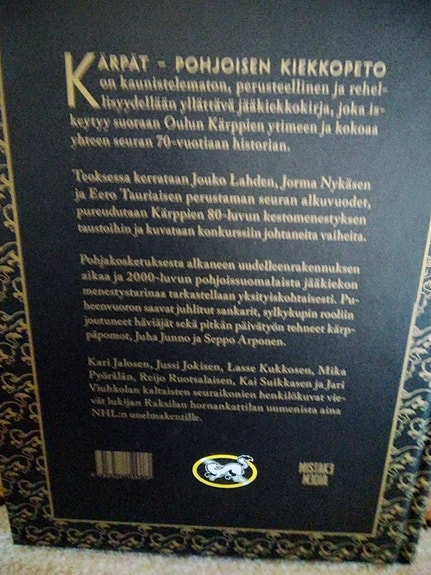 KÄRPÄT – POHJOISEN KIEKKOPETO
on kaunistelematon, perusteellinen ja rehel-
lisyydellään yllättävä jääkiekkokirja, joka is-
keytyy suoraan Oulun Kärppien ytimeen ja kokoaa
yhteen seuran 70-vuotiaan historian.
Teoksessa kerrataan Jouko Lahden, Jorma Nykäsen
ja Eero Tauriaisen perustaman seuran alkuvuodet,
pureudutaan Kärppien 80-luvun kestomenestyksen
taustoihin ja kuvataan konkurssiin johtaneita vaiheita.
Pohjakosketuksesta alkaneen uudelleenrakennuksen
aikaa ja 2000-luvun pohjoissuomalaista jääkiekon
menestystarinaa tarkastellaan yksityiskohtaisesti. Pu-
heenvuoron saavat juhlitut sankarit, sylkykupin rooliin
joutuneet häviäjät sekä pitkän päivätyön tehneet kärp-
päpomot, Juha Junno ja Seppo Arponen.
Kari Jalosen, Jussi Jokisen, Lasse Kukkosen, Mika
Pyörälän, Reijo Ruotsalaisen, Kai Suikkasen ja Jari
Viuhkolan kaltaisten seuraikonien henkilökuvat vie-
vät lukijan Raksilan hornankattilan uumenista aina
NHL:n unelmakentille.